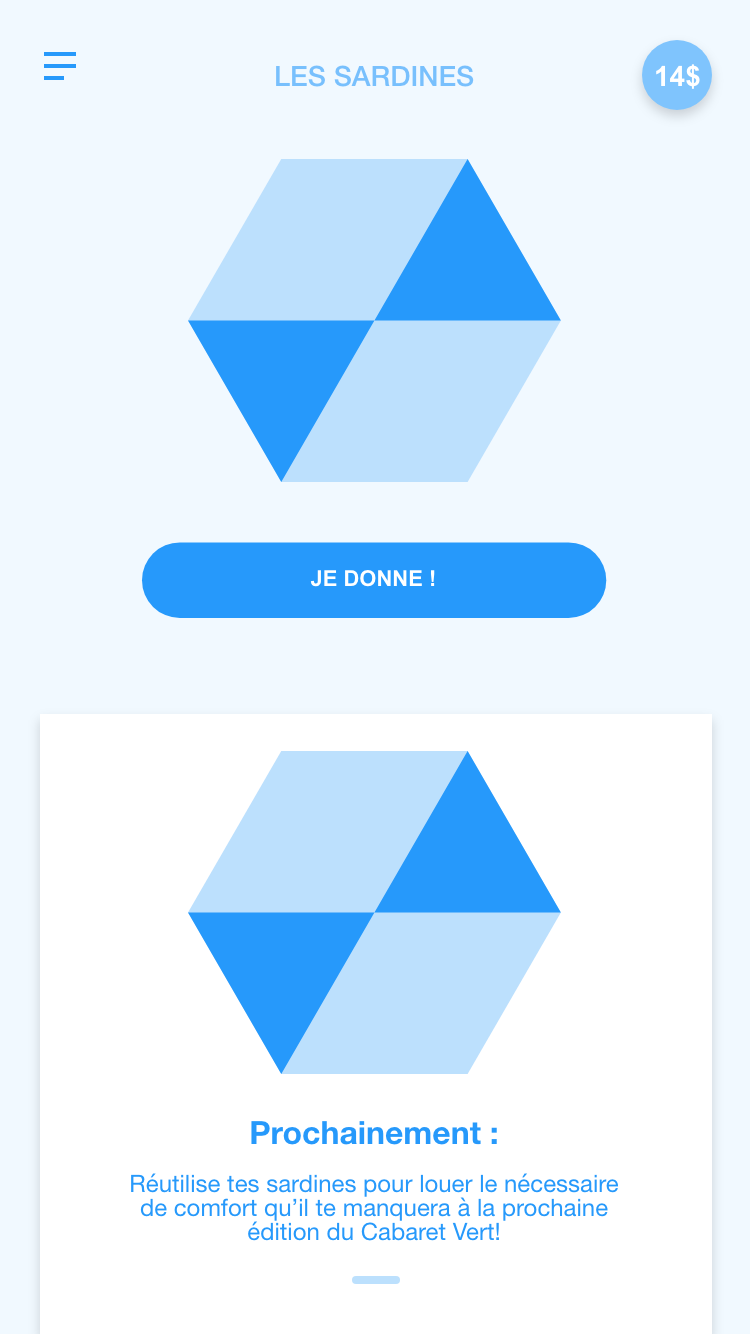 LES SARDINES
14$
JE DONNE !
Prochainement :
Réutilise tes sardines pour louer le nécessaire
de comfort qu’il te manquera à la prochaine
édition du Cabaret Vert!